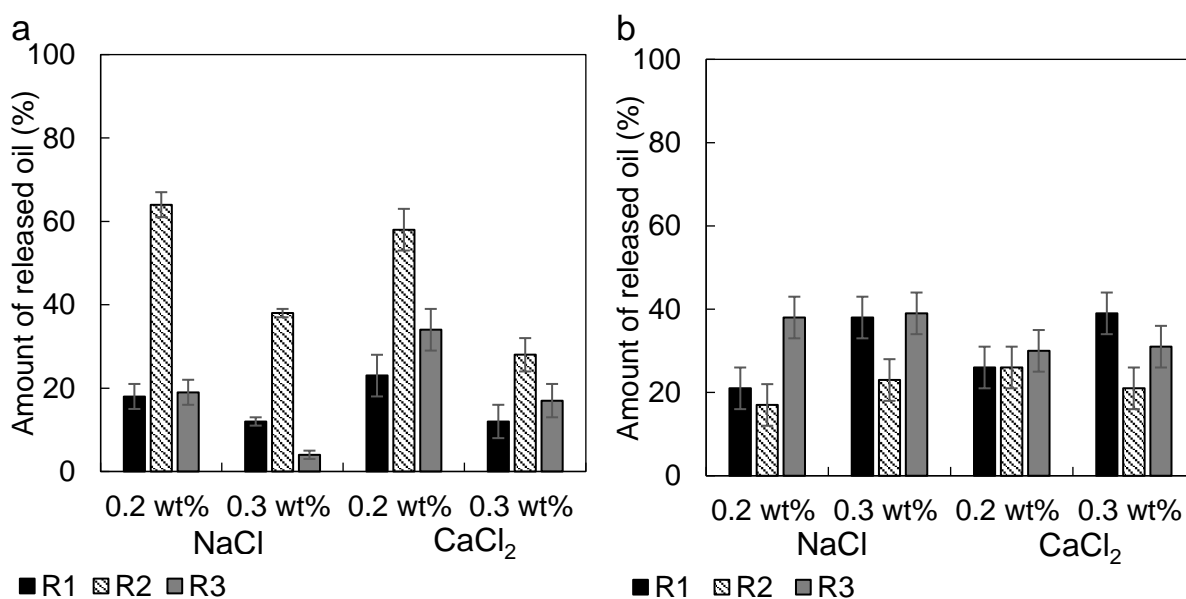 a
Amount of released oil (%)
100
80
60
40
20
0
0.2 wt% 0.3 wt% 0.2 wt% 0.3 wt%
NaCl CaCl₂
R1 R2 R3
b
Amount of released oil (%)
100
80
60
40
20
0
0.2 wt% 0.3 wt% 0.2 wt% 0.3 wt%
NaCl CaCl₂
R1 R2 R3